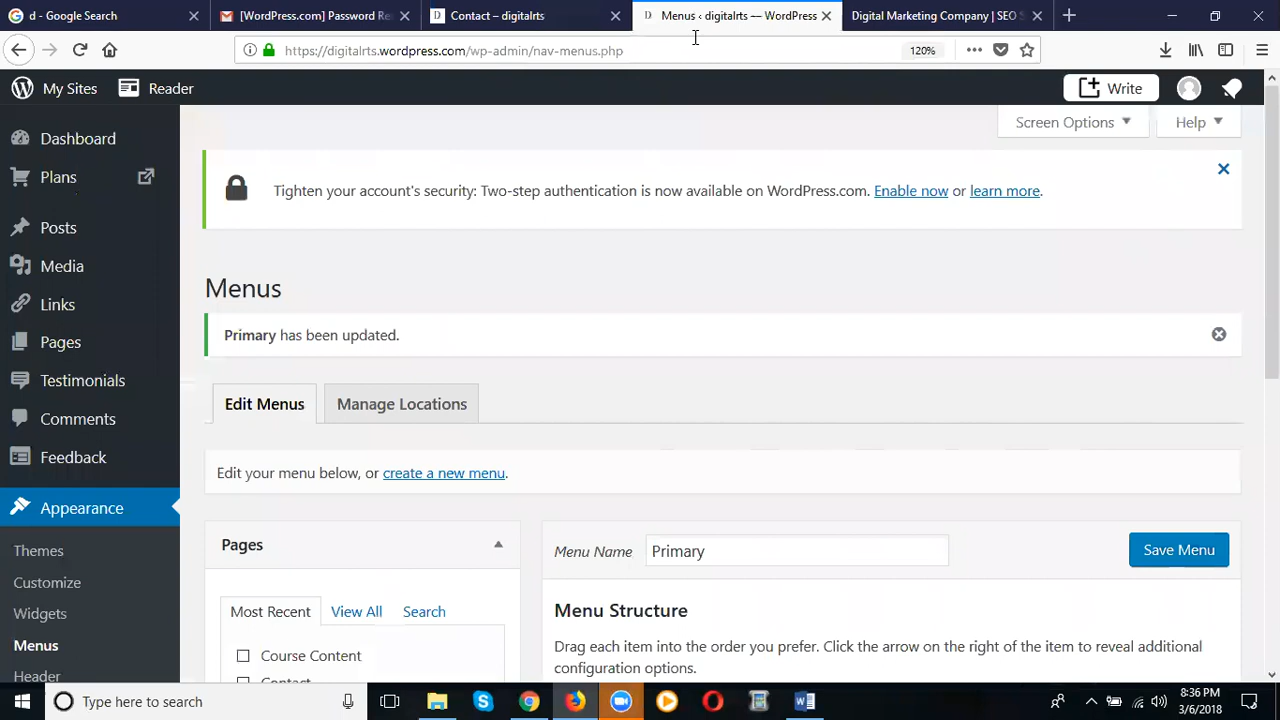 d - Google Search
[WordPress.com] Password Re
Contact – digitalrts
Menus ‹ digitalrts — WordPress
Digital Marketing Company | SEO S
https://digitalrts.wordpress.com/wp-admin/nav-menus.php
120%
My Sites
Reader
Write
Dashboard
Plans
Posts
Media
Links
Pages
Testimonials
Comments
Feedback
Appearance
Themes
Customize
Widgets
Menus
Header
Screen Options
Help
Tighten your account's security: Two-step authentication is now available on WordPress.com. Enable now or learn more.
Menus
Primary has been updated.
Edit Menus
Manage Locations
Edit your menu below, or create a new menu.
Pages
Most Recent
View All
Search
Course Content
Contact
Menu Name
Primary
Save Menu
Menu Structure
Drag each item into the order you prefer. Click the arrow on the right of the item to reveal additional
configuration options.
Type here to search
8:36 PM
3/6/2018